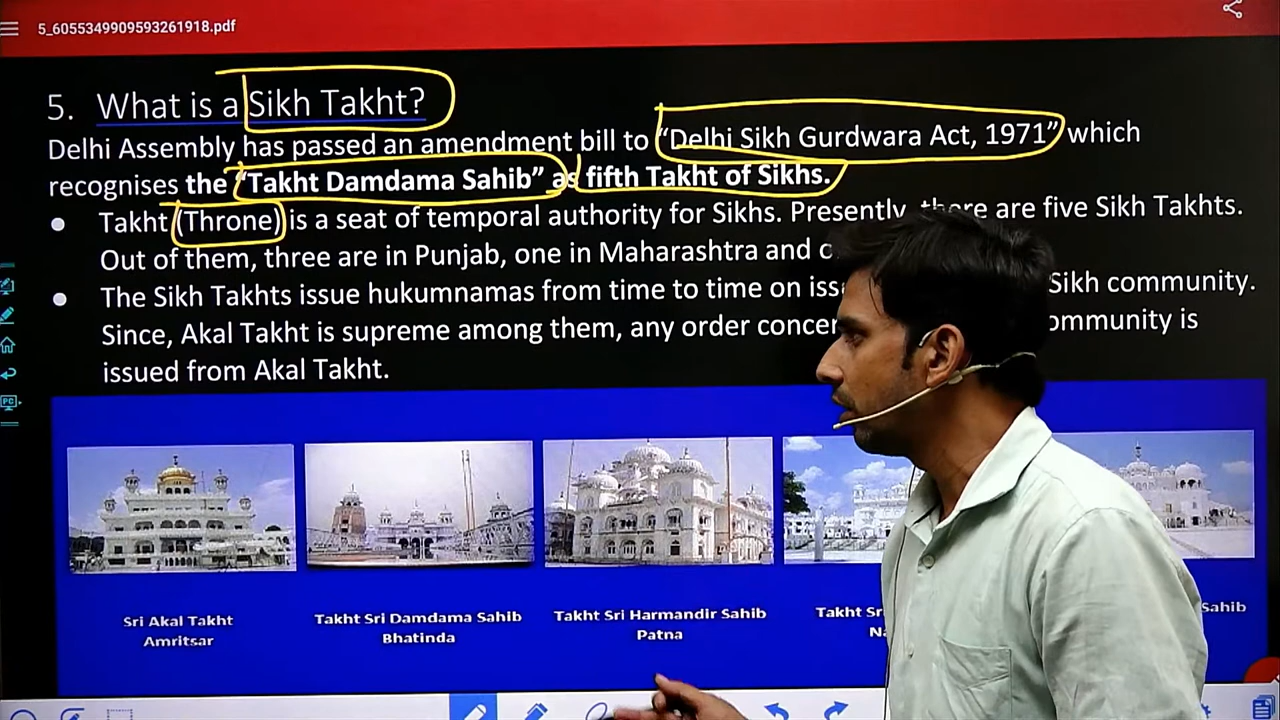 5_6055349909593261918.pdf
5. What is a Sikh Takht?
Delhi Assembly has passed an amendment bill to “Delhi Sikh Gurdwara Act, 1971” which
recognises the “Takht Damdama Sahib” as fifth Takht of Sikhs.
● Takht (Throne) is a seat of temporal authority for Sikhs. Presently, there are five Sikh Takhts.
Out of them, three are in Punjab, one in Maharashtra and
● The Sikh Takhts issue hukumnamas from time to time on Sikh community.
Since, Akal Takht is supreme among them, any order is
issued from Akal Takht.
Sri Akal Takht
Amritsar
Takht Sri Damdama Sahib
Bhatinda
Takht Sri Harmandir Sahib
Patna
Takht
Sahib
PC